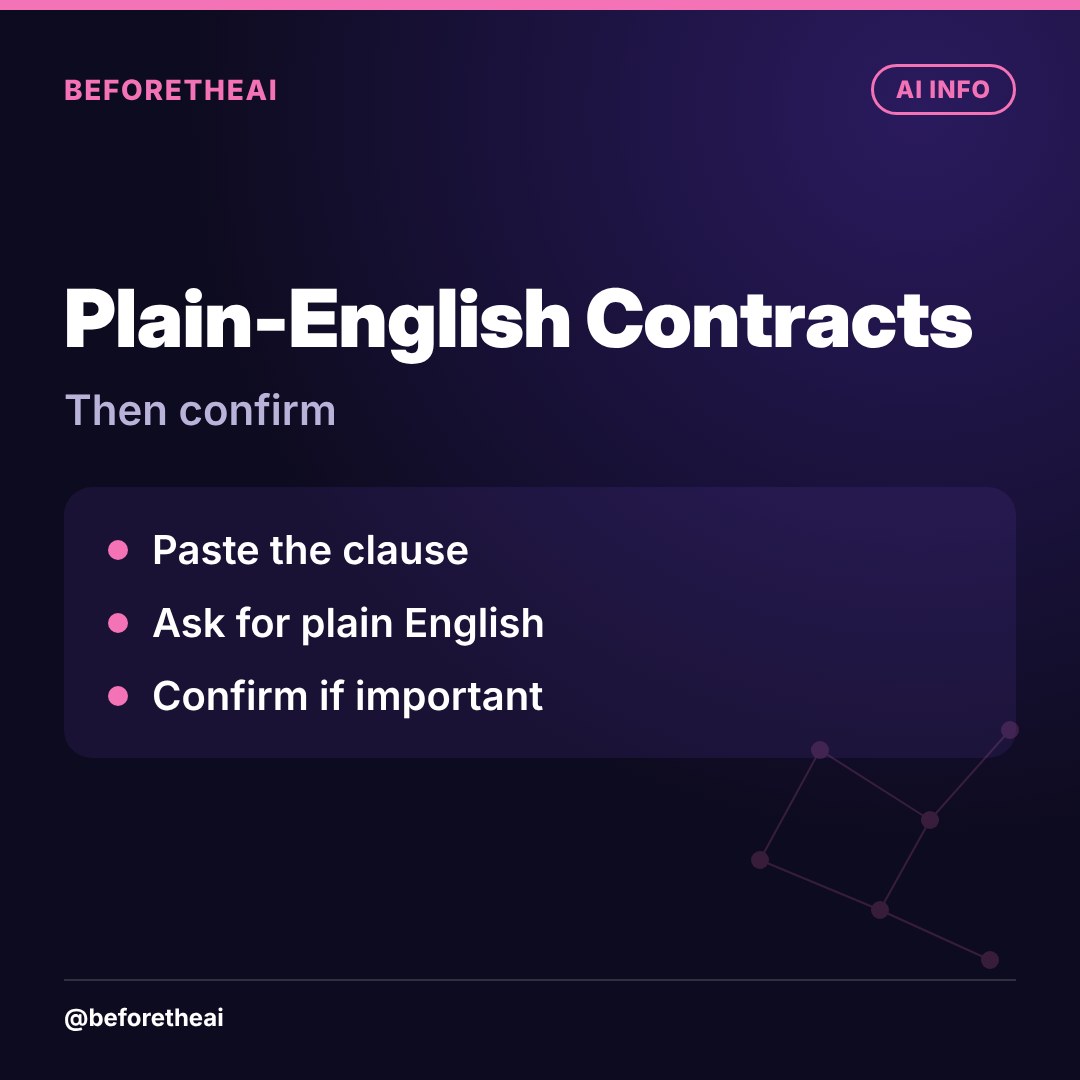 BEFORETHEAI
AI INFO
Plain-English Contracts
Then confirm
Paste the clause
Ask for plain English
Confirm if important
@beforetheai